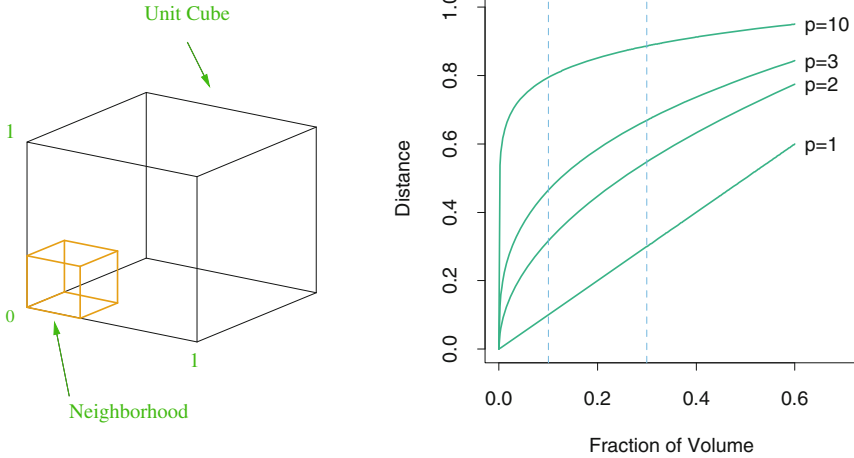 Unit Cube
1
0
1
Neighborhood
1.0
0.8
0.6
0.4
0.2
0.0
Distance
p=10
p=3
p=2
p=1
0.0 0.2 0.4 0.6
Fraction of Volume